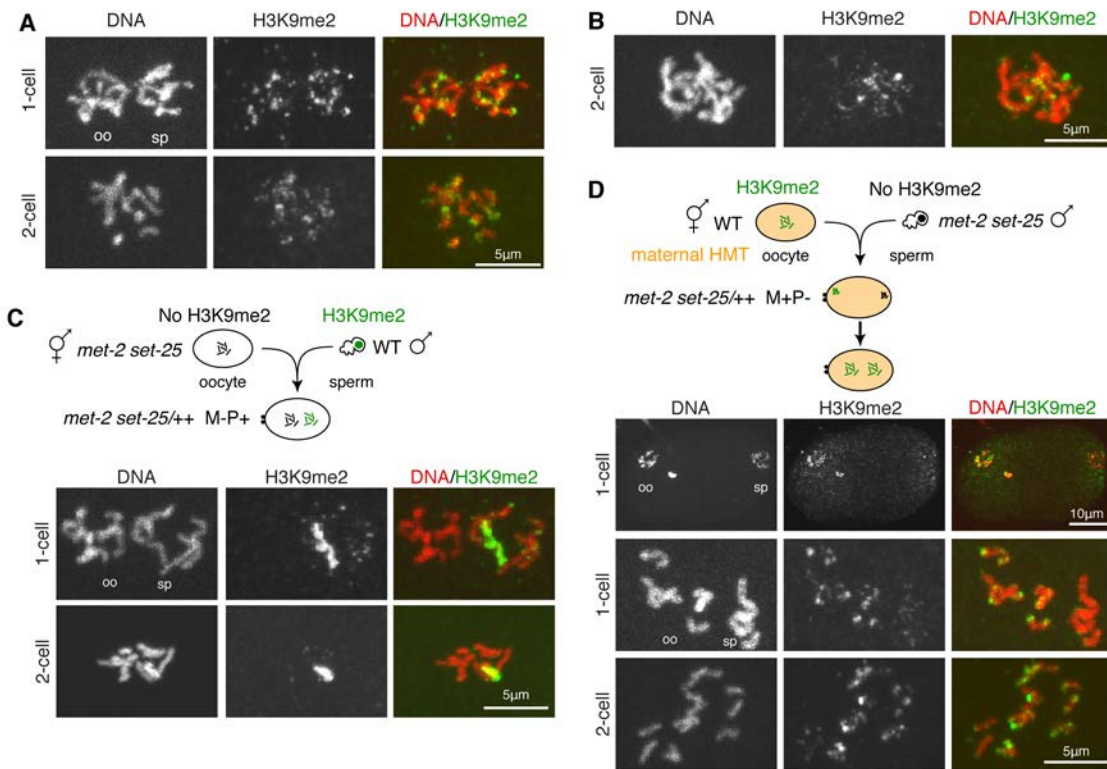 A
DNA H3K9me2 DNA/H3K9me2
1-cell
oo sp
2-cell
5µm
B
DNA H3K9me2 DNA/H3K9me2
2-cell
5µm
C
No H3K9me2 H3K9me2
met-2 set-25 WT
oocyte sperm
met-2 set-25/++ M-P+
DNA H3K9me2 DNA/H3K9me2
1-cell
oo sp
2-cell
5µm
D
H3K9me2
No H3K9me2
WT met-2 set-25
maternal HMT oocyte sperm
met-2 set-25/++ M+P-
DNA H3K9me2 DNA/H3K9me2
1-cell
oo sp
10µm
1-cell
oo sp
2-cell
5µm